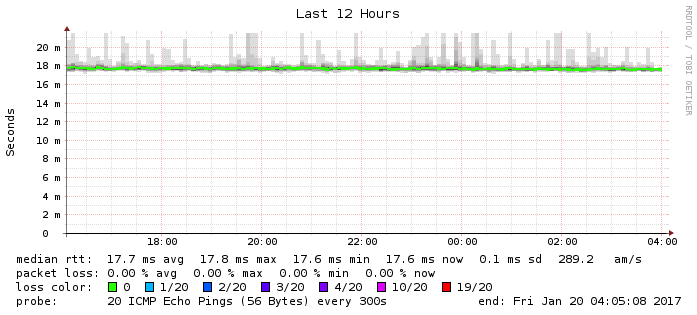 Last 12 Hours
RRDTOOL / TOBI OETIKER
Seconds
20 m
18 m
16 m
14 m
12 m
10 m
8 m
6 m
4 m
2 m
0
18:00 20:00 22:00 00:00 02:00 04:00
median rtt: 17.7 ms avg 17.8 ms max 17.6 ms min 17.6 ms now 0.1 ms sd 289.2 am/s
packet loss: 0.00 % avg 0.00 % max 0.00 % min 0.00 % now
loss color: 0 1/20 2/20 3/20 4/20 10/20 19/20
probe: 20 ICMP Echo Pings (56 Bytes) every 300s end: Fri Jan 20 04:05:08 2017